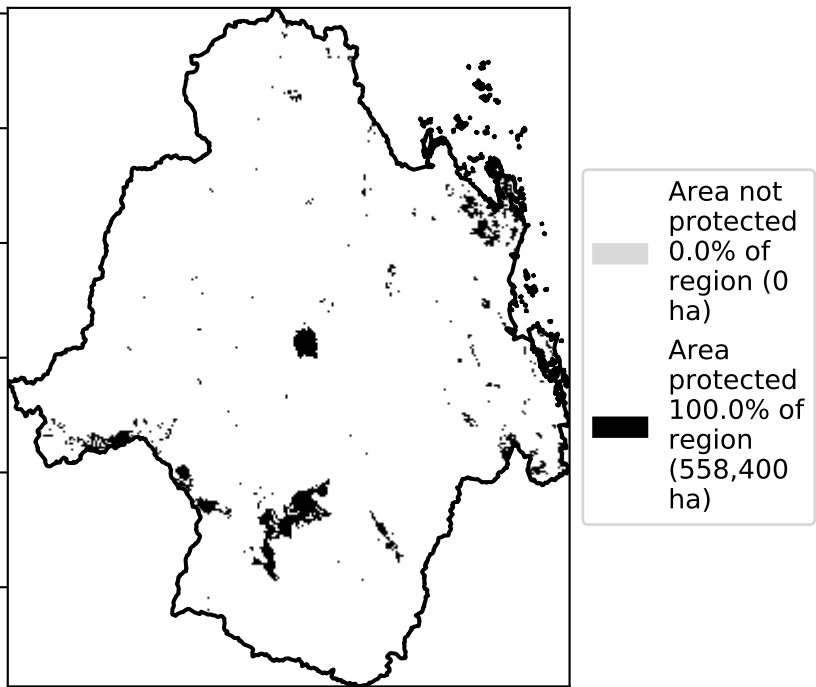 Area not
protected
0.0% of
region (0
ha)
Area
protected
100.0% of
region
(558,400
ha)